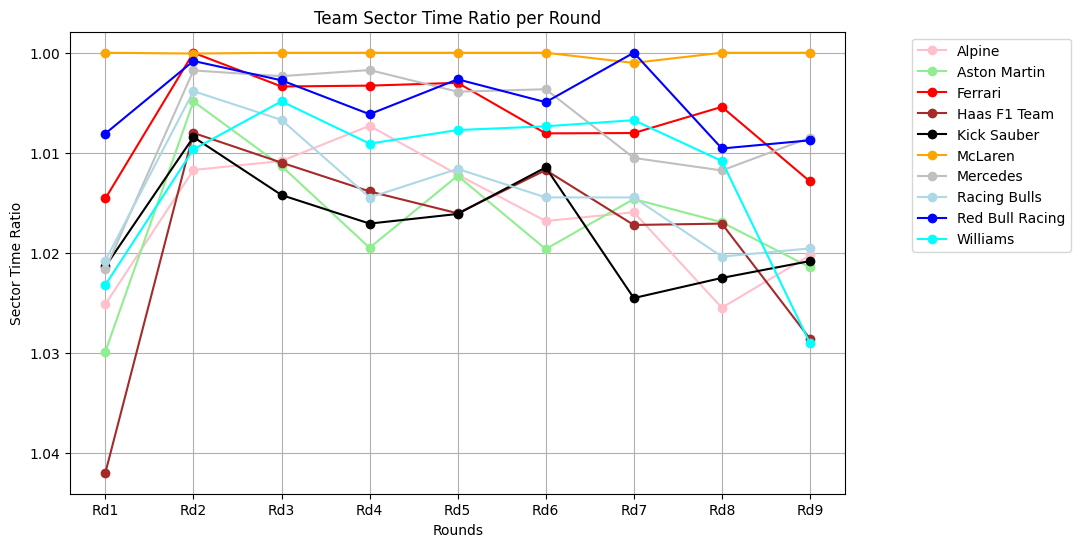 Team Sector Time Ratio per Round
Sector Time Ratio
1.00
1.01
1.02
1.03
1.04
Rd1 Rd2 Rd3 Rd4 Rd5 Rd6 Rd7 Rd8 Rd9
Rounds
Alpine
Aston Martin
Ferrari
Haas F1 Team
Kick Sauber
McLaren
Mercedes
Racing Bulls
Red Bull Racing
Williams